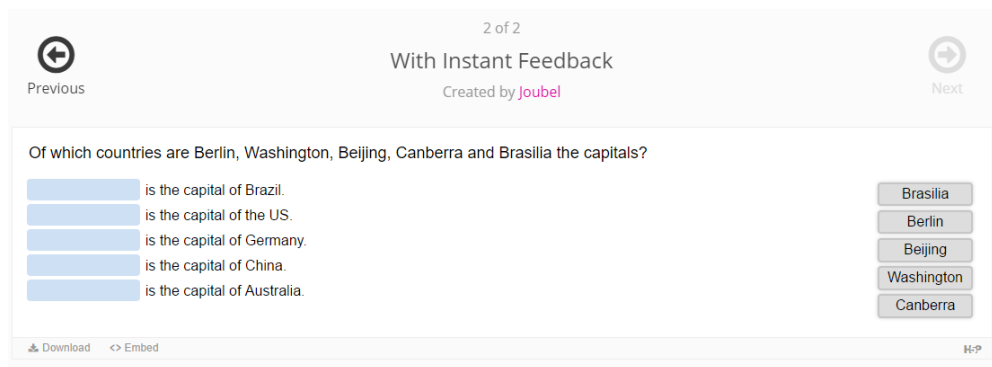 2 of 2
With Instant Feedback
Created by Joubel
Previous
Next
Of which countries are Berlin, Washington, Beijing, Canberra and Brasilia the capitals?
is the capital of Brazil.
is the capital of the US.
is the capital of Germany.
is the capital of China.
is the capital of Australia.
Brasilia
Berlin
Beijing
Washington
Canberra
Download
<> Embed
H-P